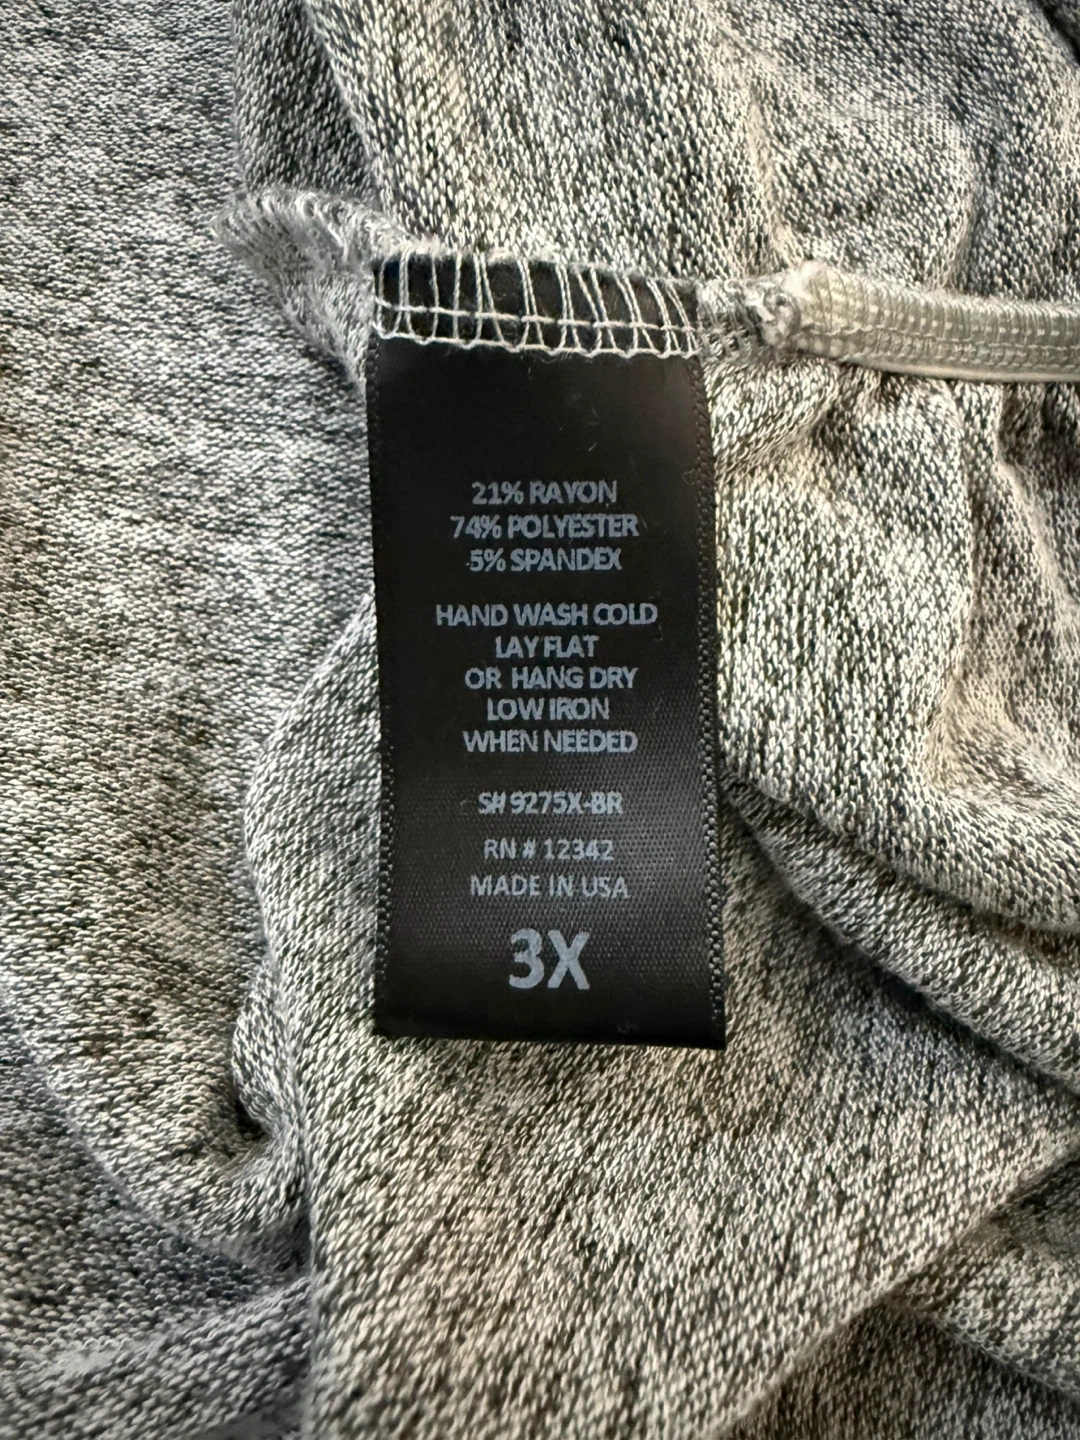 21% RAYON
74% POLYESTER
5% SPANDEX
HAND WASH COLD
LAY FLAT
OR HANG DRY
LOW IRON
WHEN NEEDED
S# 9275X-BR
RN # 12342
MADE IN USA
3X